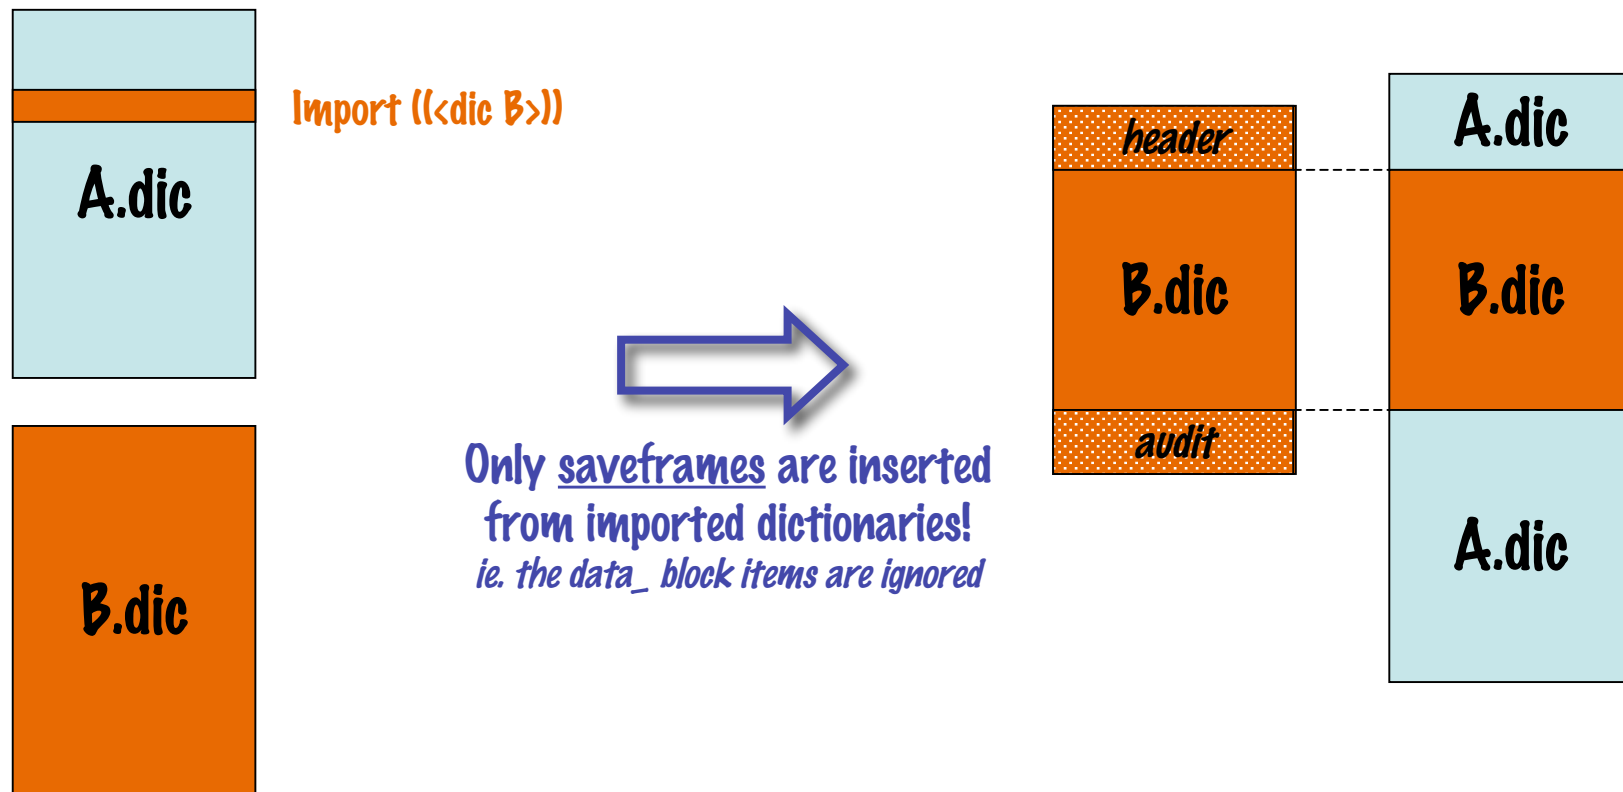 Import ((<dic B>))
A.dic
B.dic
Only saveframes are inserted
from imported dictionaries!
ie. the data_ block items are ignored
header
B.dic
audit
A.dic
B.dic
A.dic